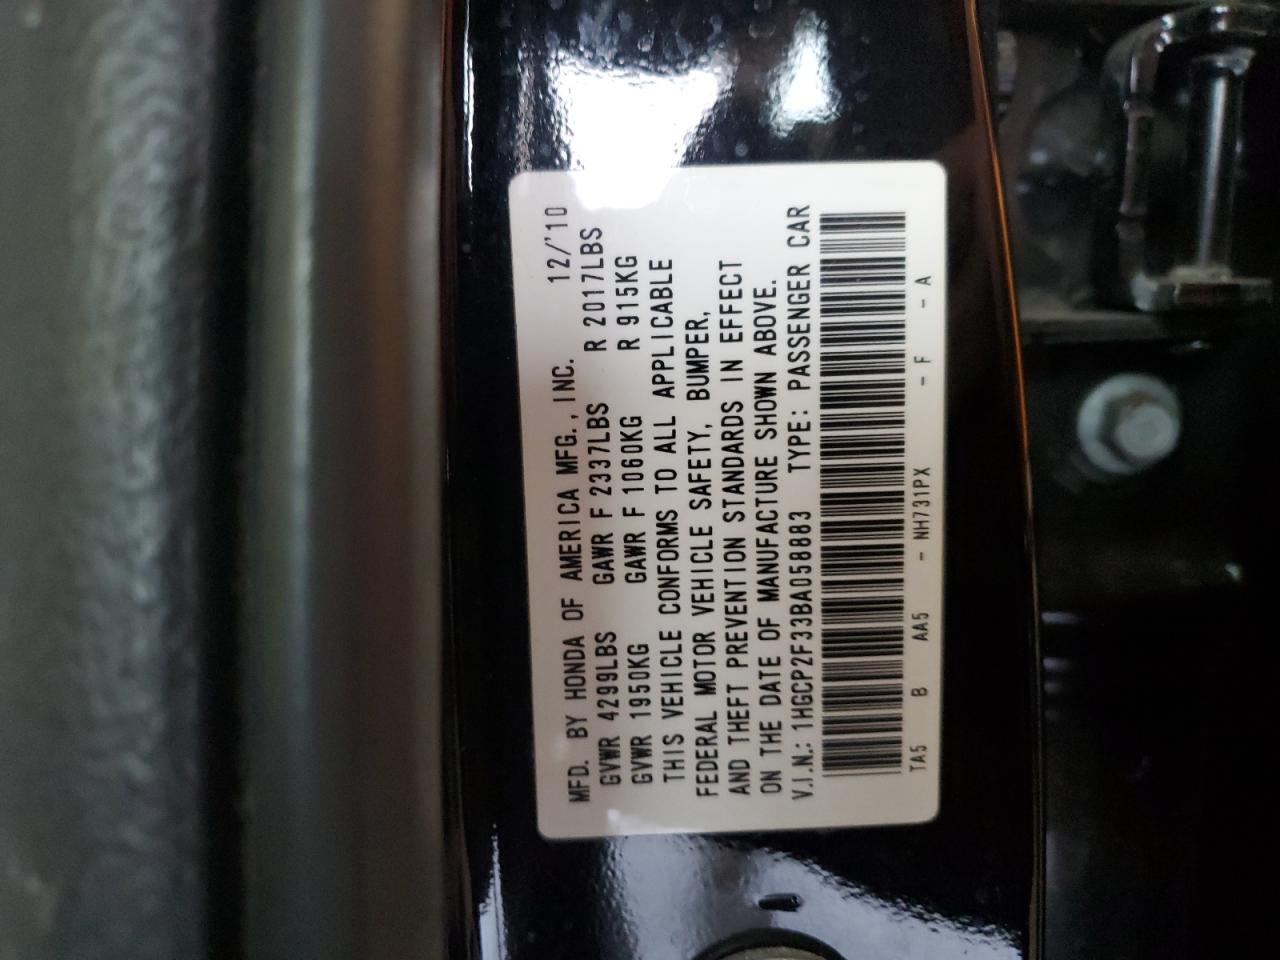 MFD. BY HONDA OF AMERICA MFG., INC. 12/'10
GVWR 4299LBS GAWR F 2337LBS R 2017LBS
GVWR 1950KG GAWR F 1060KG R 915KG
THIS VEHICLE CONFORMS TO ALL APPLICABLE
FEDERAL MOTOR VEHICLE SAFETY, BUMPER,
AND THEFT PREVENTION STANDARDS IN EFFECT
ON THE DATE OF MANUFACTURE SHOWN ABOVE.
V.I.N.: 1HGCP2F33BA058883 TYPE: PASSENGER CAR
TA5 B AA5 - NH731PX - F - A